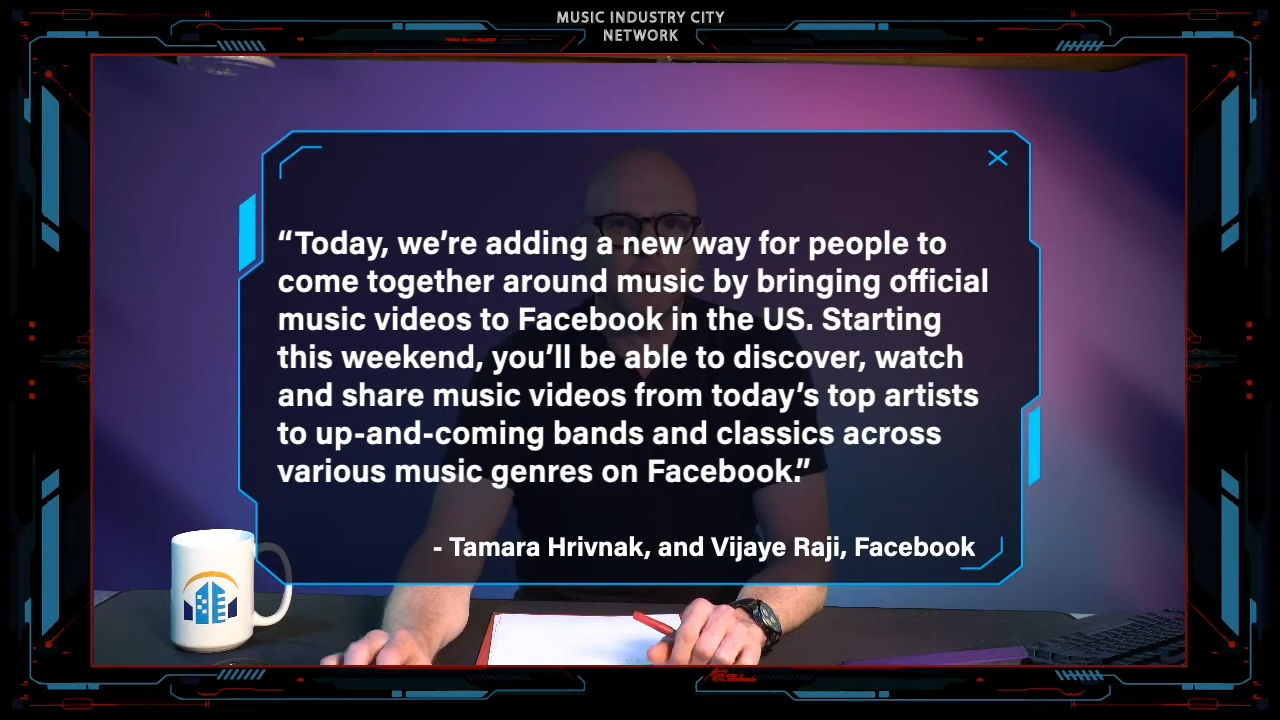 MUSIC INDUSTRY CITY
NETWORK
“Today, we’re adding a new way for people to
come together around music by bringing official
music videos to Facebook in the US. Starting
this weekend, you’ll be able to discover, watch
and share music videos from today’s top artists
to up-and-coming bands and classics across
various music genres on Facebook.”
- Tamara Hrivnak, and Vijaye Raji, Facebook